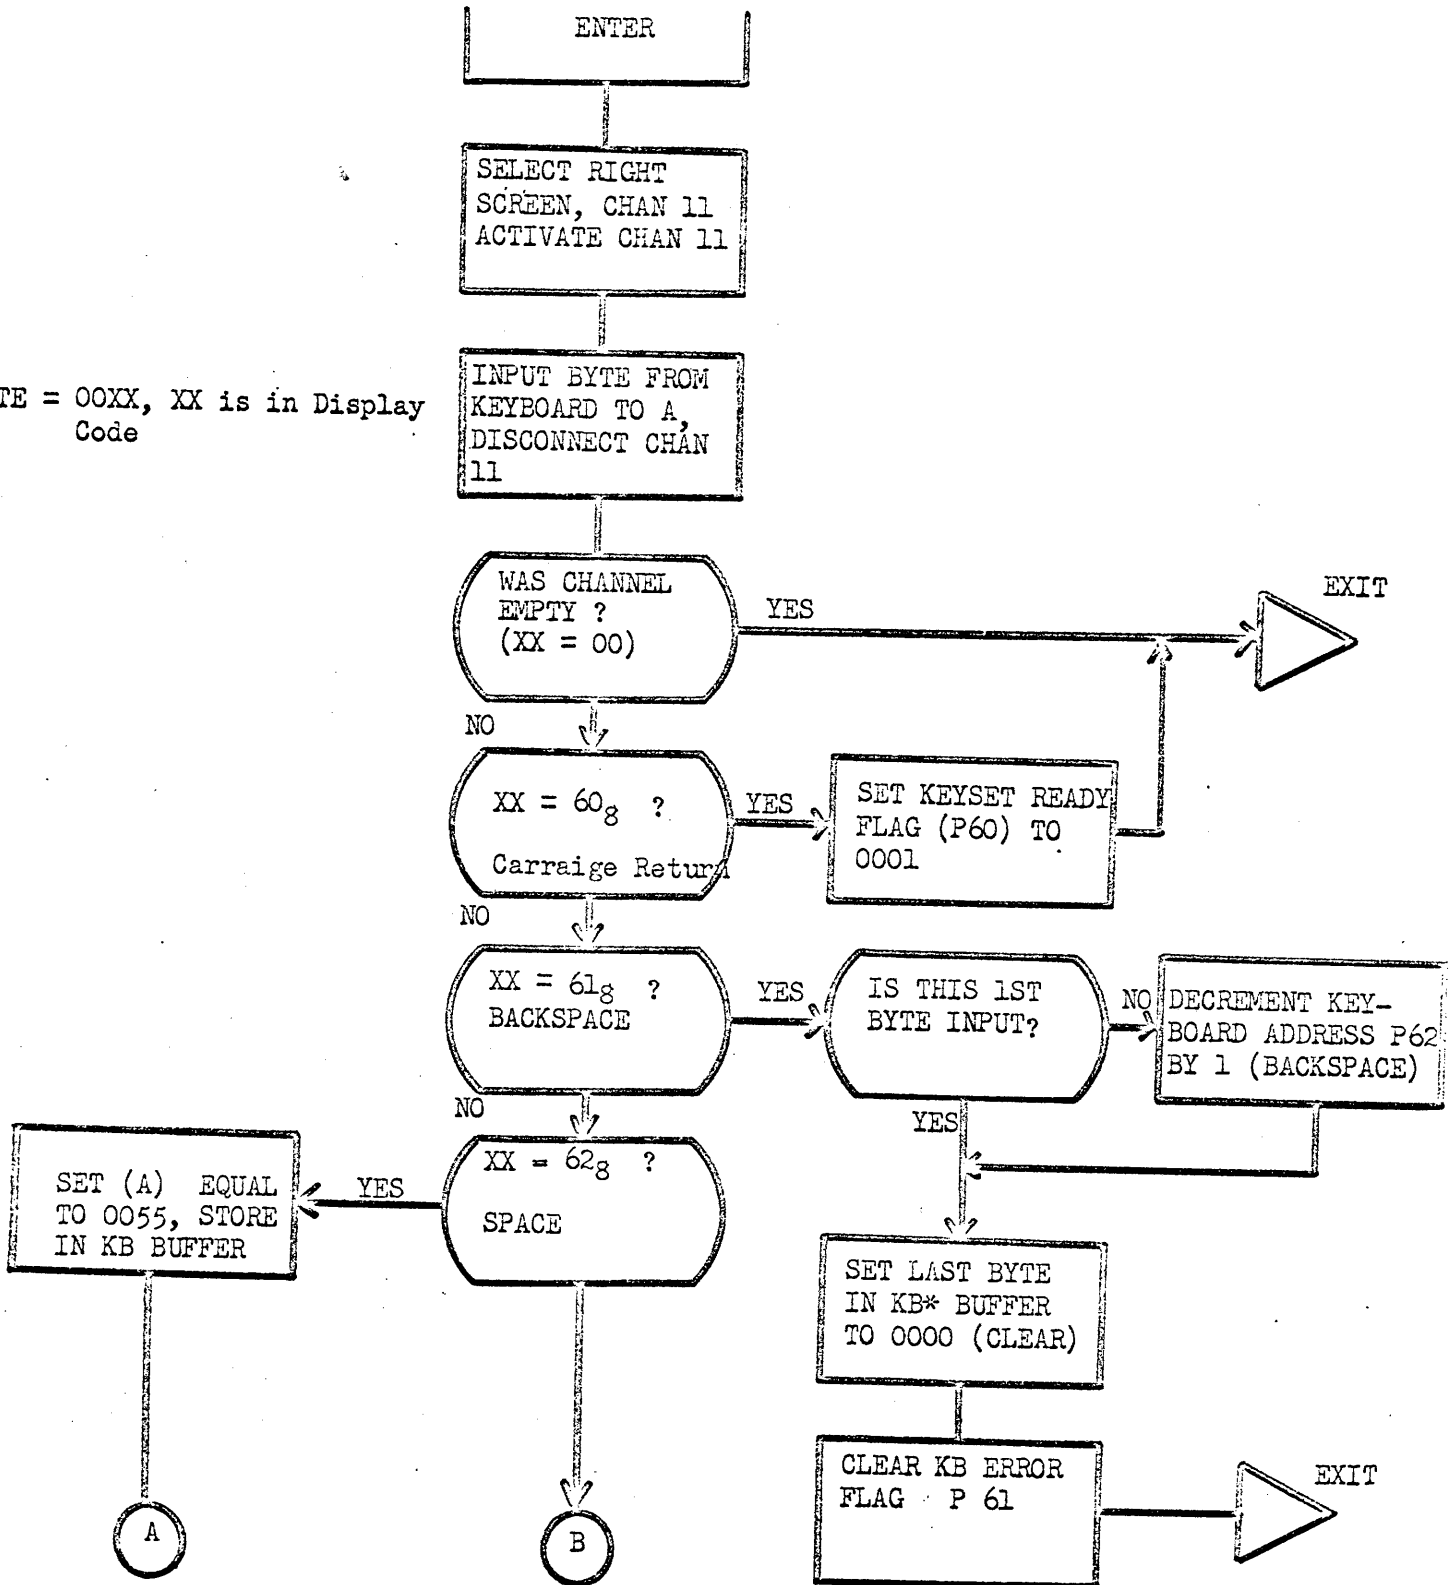 ENTER
SELECT RIGHT
SCREEN, CHAN 11
ACTIVATE CHAN 11
TE = 00XX, XX is in Display
Code
INPUT BYTE FROM
KEYBOARD TO A,
DISCONNECT CHAN
11
WAS CHANNEL
EMPTY ?
(XX = 00)
YES
EXIT
NO
XX = 60₈ ?
Carraige Return
YES
SET KEYSET READY
FLAG (P60) TO
0001
NO
XX = 61₈ ?
BACKSPACE
YES
IS THIS 1ST
BYTE INPUT?
NO
DECREMENT KEY-
BOARD ADDRESS P62
BY 1 (BACKSPACE)
NO
YES
XX = 62₈ ?
SPACE
YES
SET (A) EQUAL
TO 0055, STORE
IN KB BUFFER
SET LAST BYTE
IN KB* BUFFER
TO 0000 (CLEAR)
CLEAR KB ERROR
FLAG P 61
EXIT
A
B